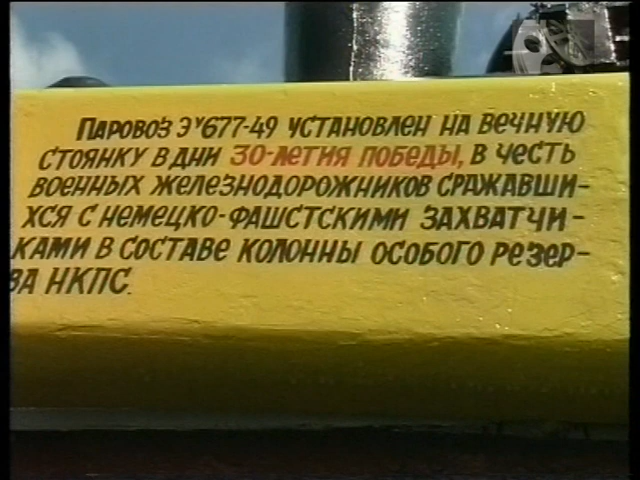 Паровоз Эу677-49 установлен на вечную
стоянку в дни 30-летия победы, в честь
военных железнодорожников сражавши-
хся с немецко-фашстскими захватчи-
ками в составе колонны особого резер-
ва НКПС.